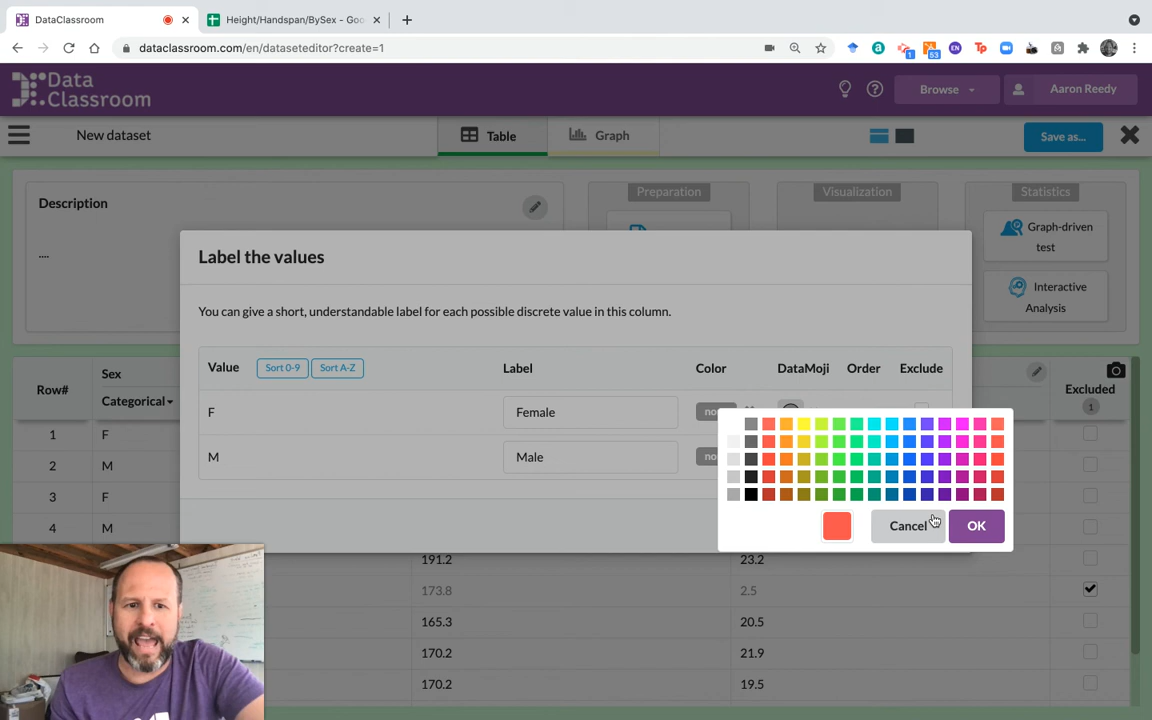 DataClassroom
Height/Handspan/BySex - Goo
dataclassroom.com/en/dataseteditor?create=1
1
63
EN
Tp
Data
Classroom
Browse
Aaron Reedy
New dataset
Table
Graph
Save as...
Description
....
Preparation
Visualization
Statistics
Graph-driven
test
Interactive
Analysis
Label the values
You can give a short, understandable label for each possible discrete value in this column.
Value
Sort 0-9
Sort A-Z
Label
Color
DataMoji
Order
Exclude
F
Female
M
Male
Cancel
OK
Row#
Sex
Categorical
Excluded
1
1
F
2
M
3
F
4
M
191.2
23.2
173.8
2.5
165.3
20.5
170.2
21.9
170.2
19.5